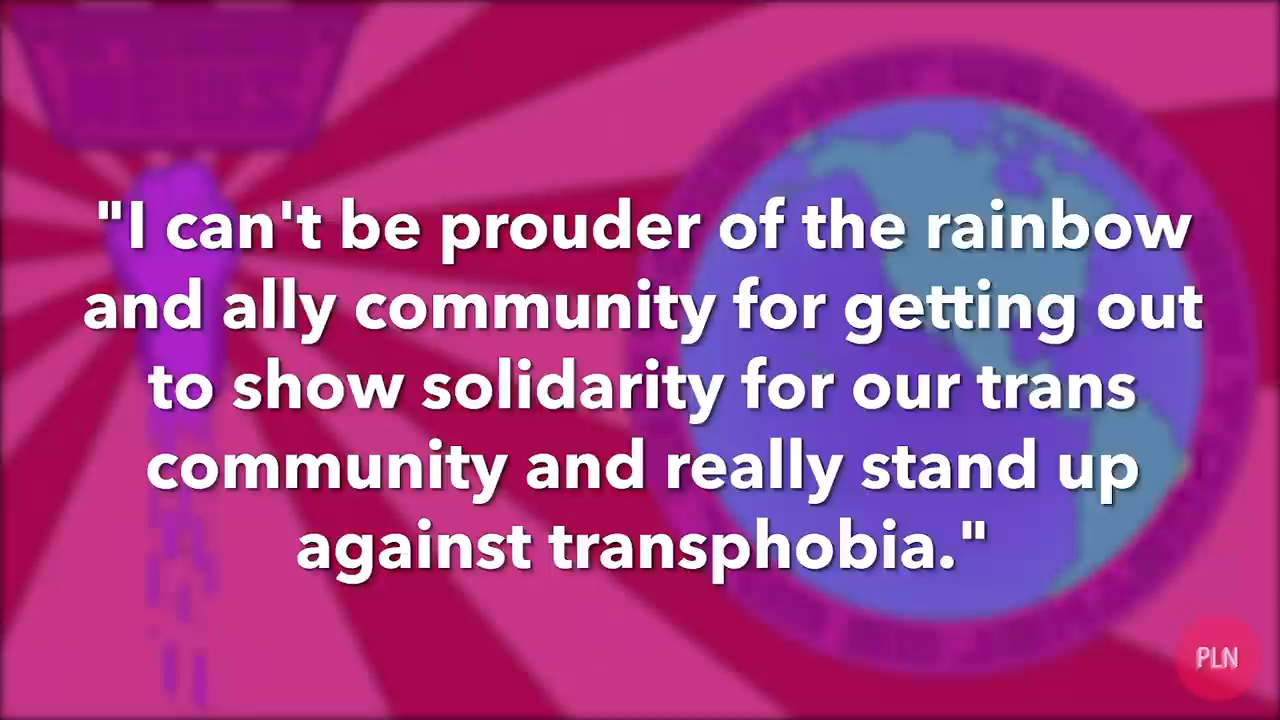 "I can't be prouder of the rainbow
and ally community for getting out
to show solidarity for our trans
community and really stand up
against transphobia."
PLN